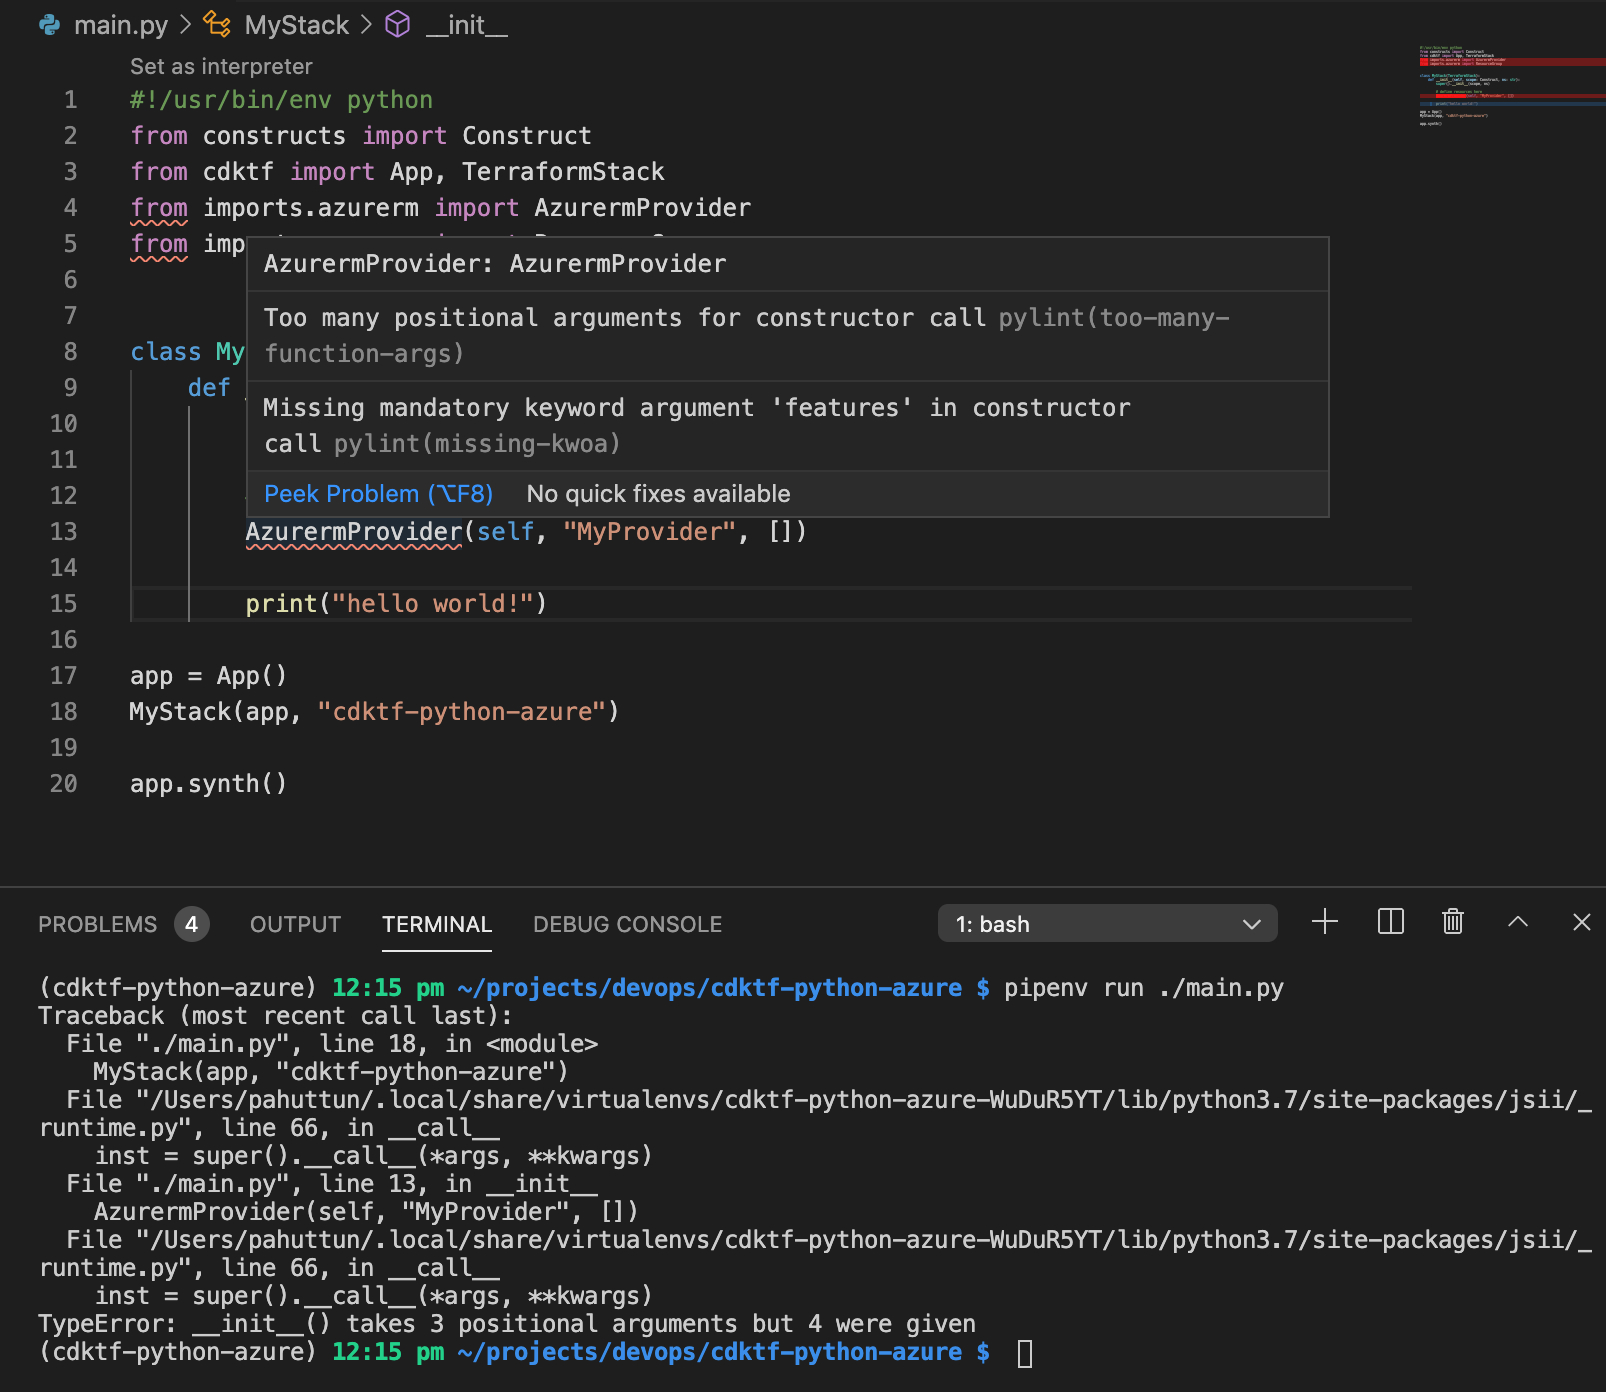 main.py > MyStack > __init__
Set as interpreter
1 #!/usr/bin/env python
2 from constructs import Construct
3 from cdktf import App, TerraformStack
4 from imports.azurerm import AzurermProvider
5 from imp
AzurermProvider: AzurermProvider
6
Too many positional arguments for constructor call pylint(too-many-
7
function-args)
8 class My
9 def
Missing mandatory keyword argument 'features' in constructor
10
call pylint(missing-kwoa)
11
12
Peek Problem (⌥F8) No quick fixes available
13 AzurermProvider(self, "MyProvider", [])
14
15 print("hello world!")
16
17 app = App()
18 MyStack(app, "cdktf-python-azure")
19
20 app.synth()
PROBLEMS 4 OUTPUT TERMINAL DEBUG CONSOLE 1: bash
(cdktf-python-azure) 12:15 pm ~/projects/devops/cdktf-python-azure $ pipenv run ./main.py
Traceback (most recent call last):
File "./main.py", line 18, in <module>
MyStack(app, "cdktf-python-azure")
File "/Users/pahuttun/.local/share/virtualenvs/cdktf-python-azure-WuDuR5YT/lib/python3.7/site-packages/jsii/_
runtime.py", line 66, in __call__
inst = super().__call__(*args, **kwargs)
File "./main.py", line 13, in __init__
AzurermProvider(self, "MyProvider", [])
File "/Users/pahuttun/.local/share/virtualenvs/cdktf-python-azure-WuDuR5YT/lib/python3.7/site-packages/jsii/_
runtime.py", line 66, in __call__
inst = super().__call__(*args, **kwargs)
TypeError: __init__() takes 3 positional arguments but 4 were given
(cdktf-python-azure) 12:15 pm ~/projects/devops/cdktf-python-azure $